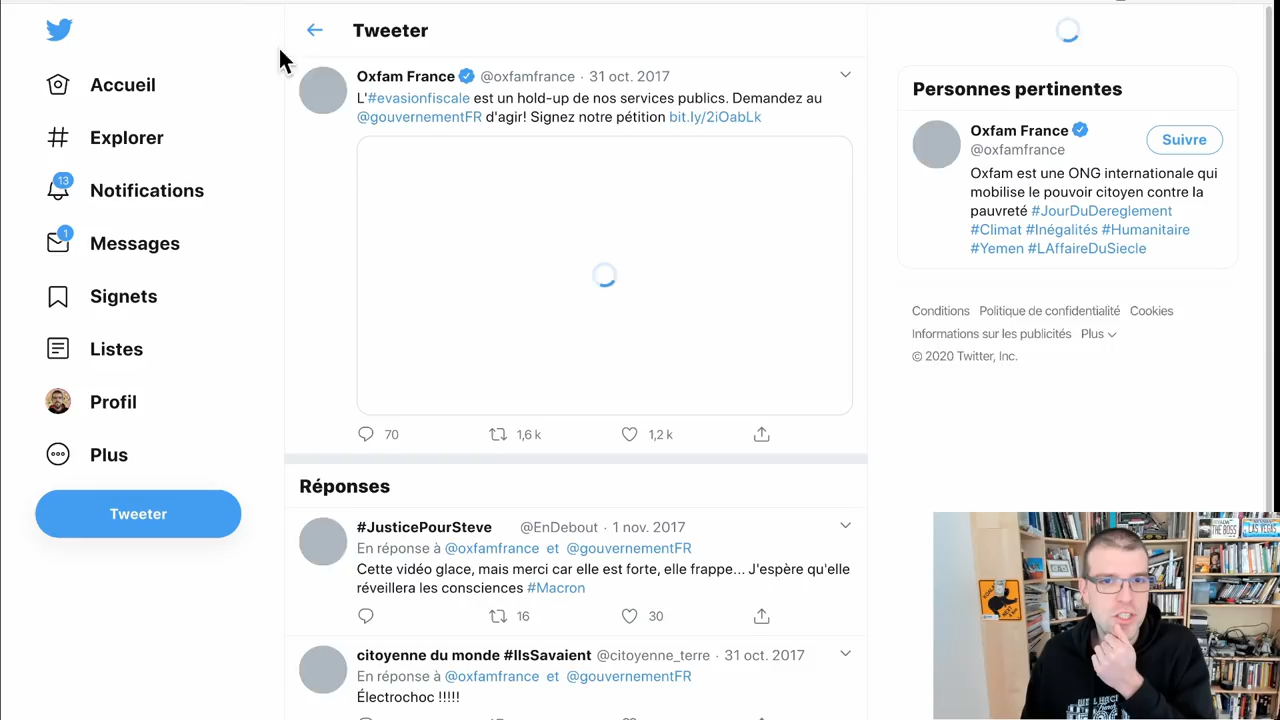 Accueil
Explorer
13
Notifications
1
Messages
Signets
Listes
Profil
Plus
Tweeter
Tweeter
Oxfam France @oxfamfrance · 31 oct. 2017
L'#evasionfiscale est un hold-up de nos services publics. Demandez au
@gouvernementFR d'agir! Signez notre pétition bit.ly/2iOabLk
70 1,6 k 1,2 k
Réponses
#JusticePourSteve @EnDebout · 1 nov. 2017
En réponse à @oxfamfrance et @gouvernementFR
Cette vidéo glace, mais merci car elle est forte, elle frappe... J'espère qu'elle
réveillera les consciences #Macron
16 30
citoyenne du monde #IlsSavaient @citoyenne_terre · 31 oct. 2017
En réponse à @oxfamfrance et @gouvernementFR
Électrochoc !!!!!
Personnes pertinentes
Oxfam France
@oxfamfrance
Suivre
Oxfam est une ONG internationale qui
mobilise le pouvoir citoyen contre la
pauvreté #JourDuDereglement
#Climat #Inégalités #Humanitaire
#Yemen #LAffaireDuSiecle
Conditions Politique de confidentialité Cookies
Informations sur les publicités Plus
© 2020 Twitter, Inc.
THE BOSS
LAS VEGAS